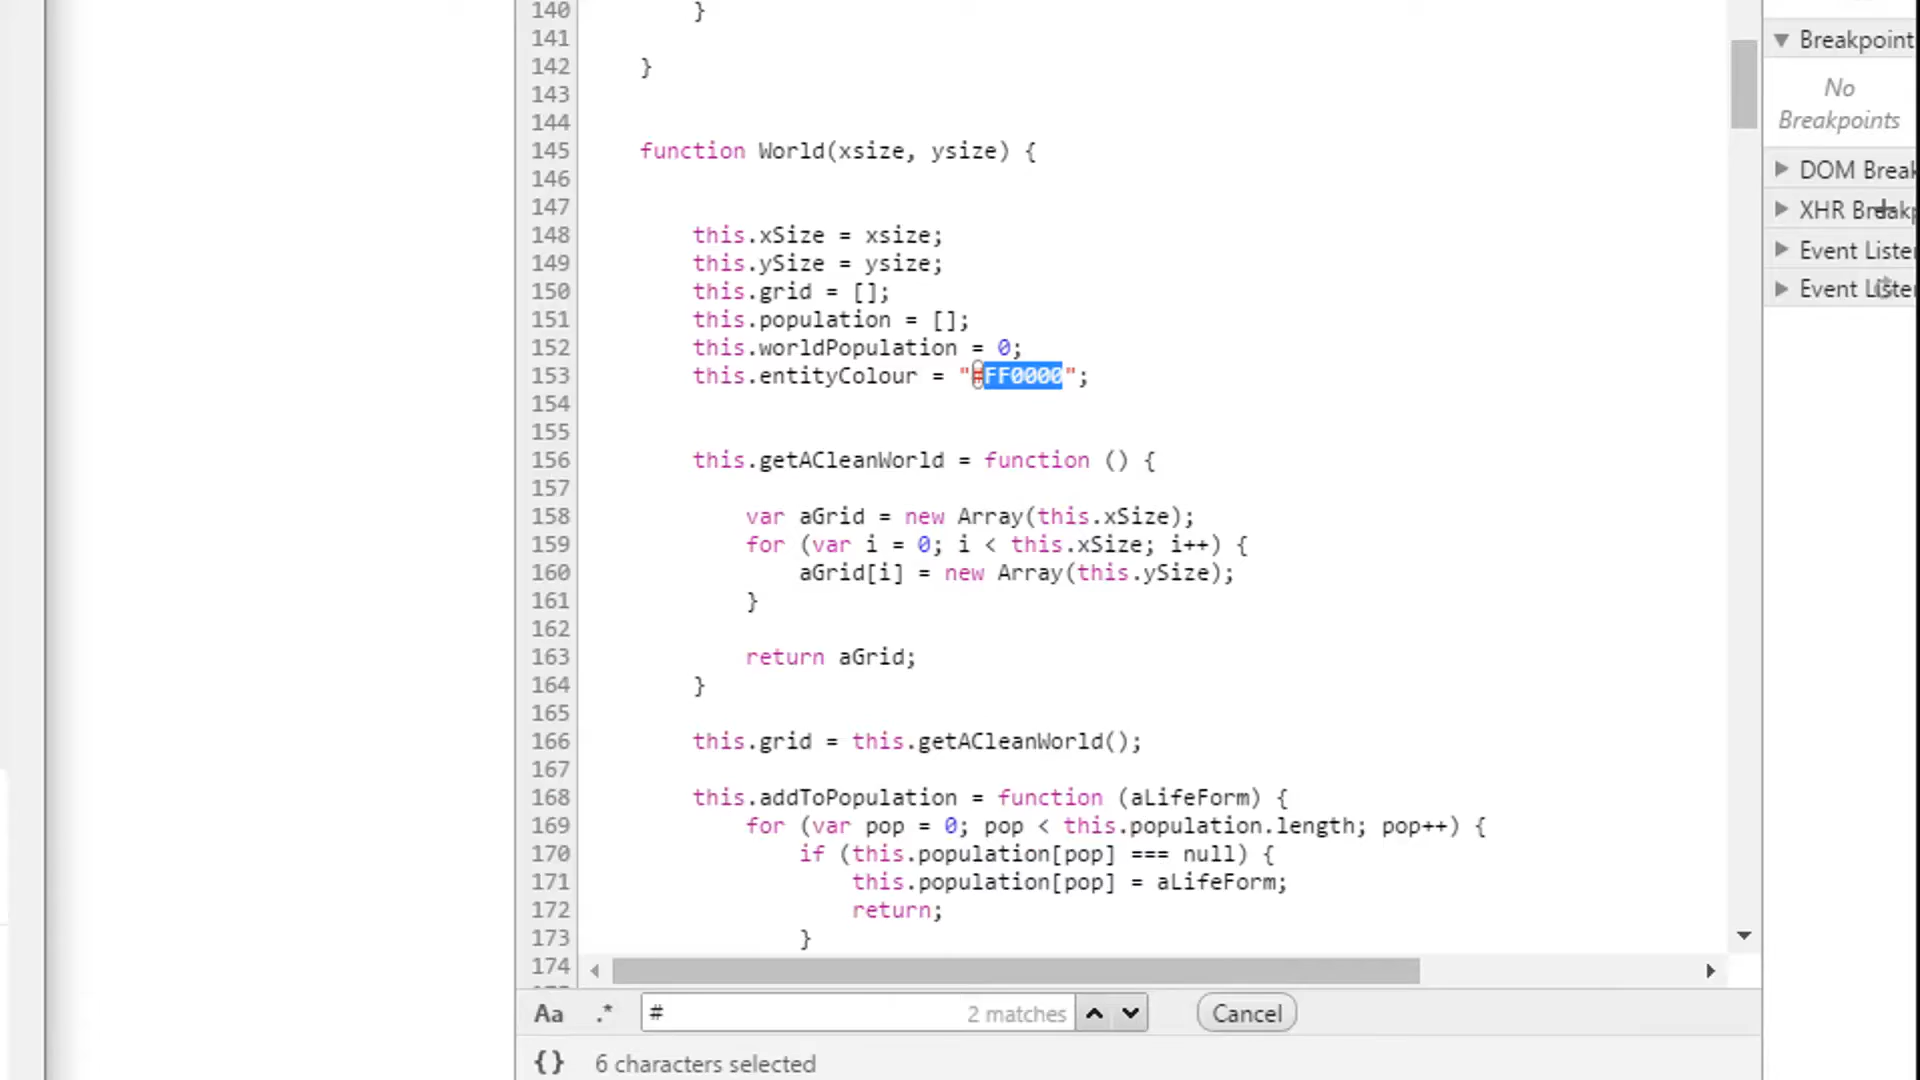 140 }
141
142 }
143
144
145 function World(xsize, ysize) {
146
147
148 this.xSize = xsize;
149 this.ySize = ysize;
150 this.grid = [];
151 this.population = [];
152 this.worldPopulation = 0;
153 this.entityColour = "#FF0000";
154
155
156 this.getACleanWorld = function () {
157
158 var aGrid = new Array(this.xSize);
159 for (var i = 0; i < this.xSize; i++) {
160 aGrid[i] = new Array(this.ySize);
161 }
162
163 return aGrid;
164 }
165
166 this.grid = this.getACleanWorld();
167
168 this.addToPopulation = function (aLifeForm) {
169 for (var pop = 0; pop < this.population.length; pop++) {
170 if (this.population[pop] === null) {
171 this.population[pop] = aLifeForm;
172 return;
173 }
174
Aa .* # 2 matches Cancel
{} 6 characters selected
Breakpoint
No
Breakpoints
DOM Break
XHR Breakp
Event Lister
Event Lister